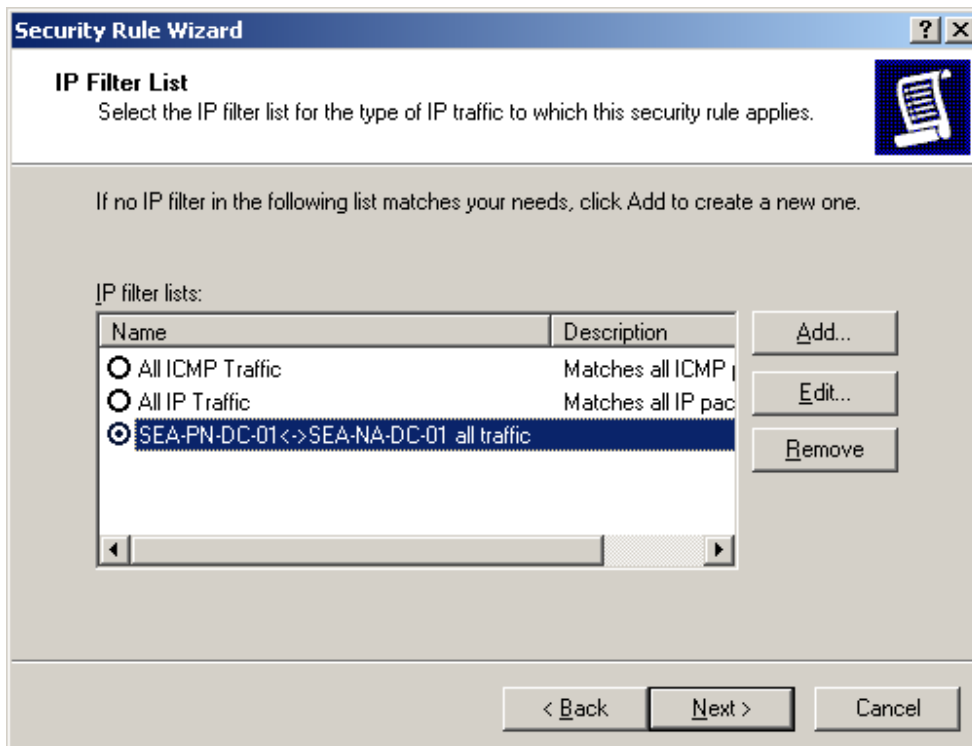 Security Rule Wizard
IP Filter List
Select the IP filter list for the type of IP traffic to which this security rule applies.
If no IP filter in the following list matches your needs, click Add to create a new one.
IP filter lists:
Name Description
All ICMP Traffic Matches all ICMP
All IP Traffic Matches all IP pac
SEA-PN-DC-01<->SEA-NA-DC-01 all traffic
Add...
Edit...
Remove
< Back Next > Cancel